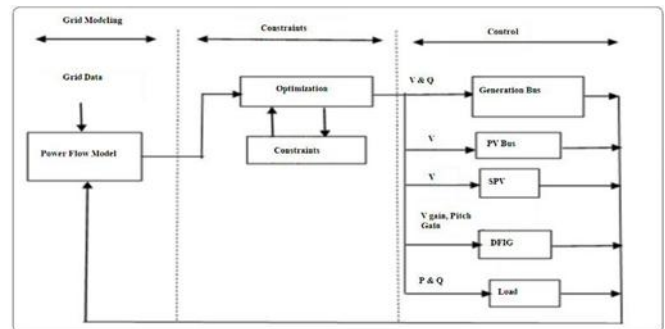 Grid Modeling
Constraints
Control
Grid Data
Power Flow Model
Optimization
Constraints
V & Q
Generation Bus
V
PV Bus
V
SPV
V gain, Pitch
Gain
DFIG
P & Q
Load